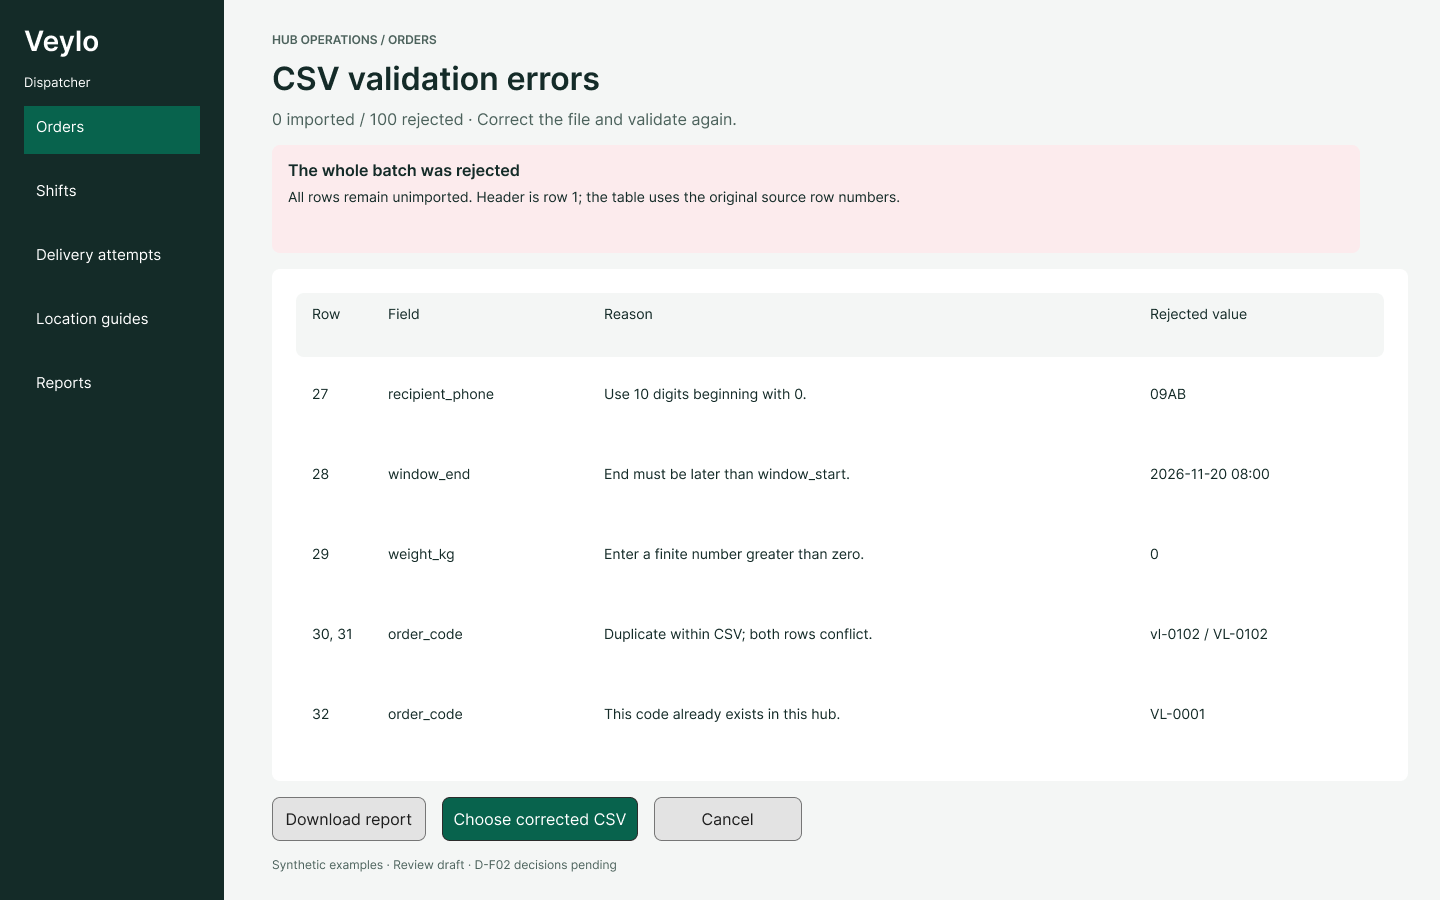 Veylo
Dispatcher
Orders
Shifts
Delivery attempts
Location guides
Reports
HUB OPERATIONS / ORDERS
CSV validation errors
0 imported / 100 rejected · Correct the file and validate again.
The whole batch was rejected
All rows remain unimported. Header is row 1; the table uses the original source row numbers.
Row Field Reason Rejected value
27 recipient_phone Use 10 digits beginning with 0. 09AB
28 window_end End must be later than window_start. 2026-11-20 08:00
29 weight_kg Enter a finite number greater than zero. 0
30, 31 order_code Duplicate within CSV; both rows conflict. vl-0102 / VL-0102
32 order_code This code already exists in this hub. VL-0001
Download report Choose corrected CSV Cancel
Synthetic examples · Review draft · D-F02 decisions pending